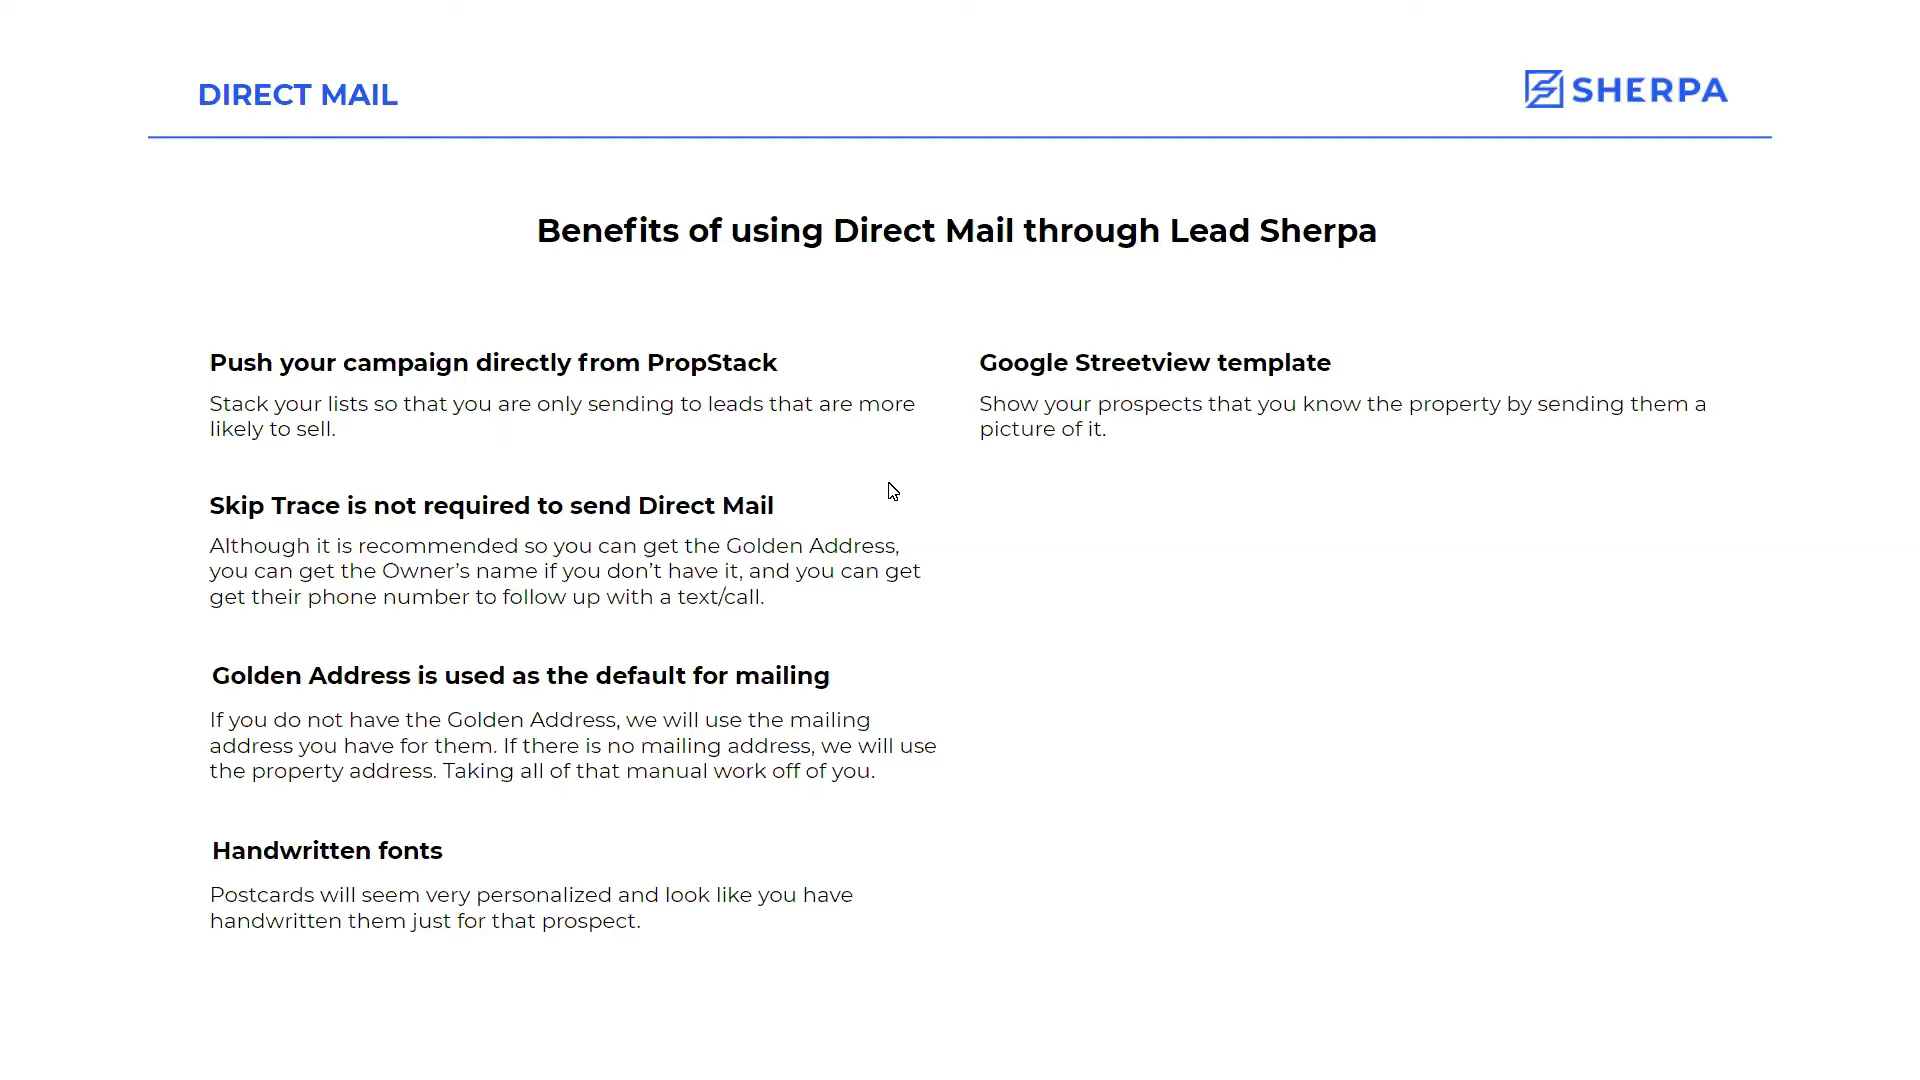 DIRECT MAIL
SHERPA
Benefits of using Direct Mail through Lead Sherpa
Push your campaign directly from PropStack
Stack your lists so that you are only sending to leads that are more
likely to sell.
Skip Trace is not required to send Direct Mail
Although it is recommended so you can get the Golden Address,
you can get the Owner’s name if you don’t have it, and you can get
get their phone number to follow up with a text/call.
Golden Address is used as the default for mailing
If you do not have the Golden Address, we will use the mailing
address you have for them. If there is no mailing address, we will use
the property address. Taking all of that manual work off of you.
Handwritten fonts
Postcards will seem very personalized and look like you have
handwritten them just for that prospect.
Google Streetview template
Show your prospects that you know the property by sending them a
picture of it.